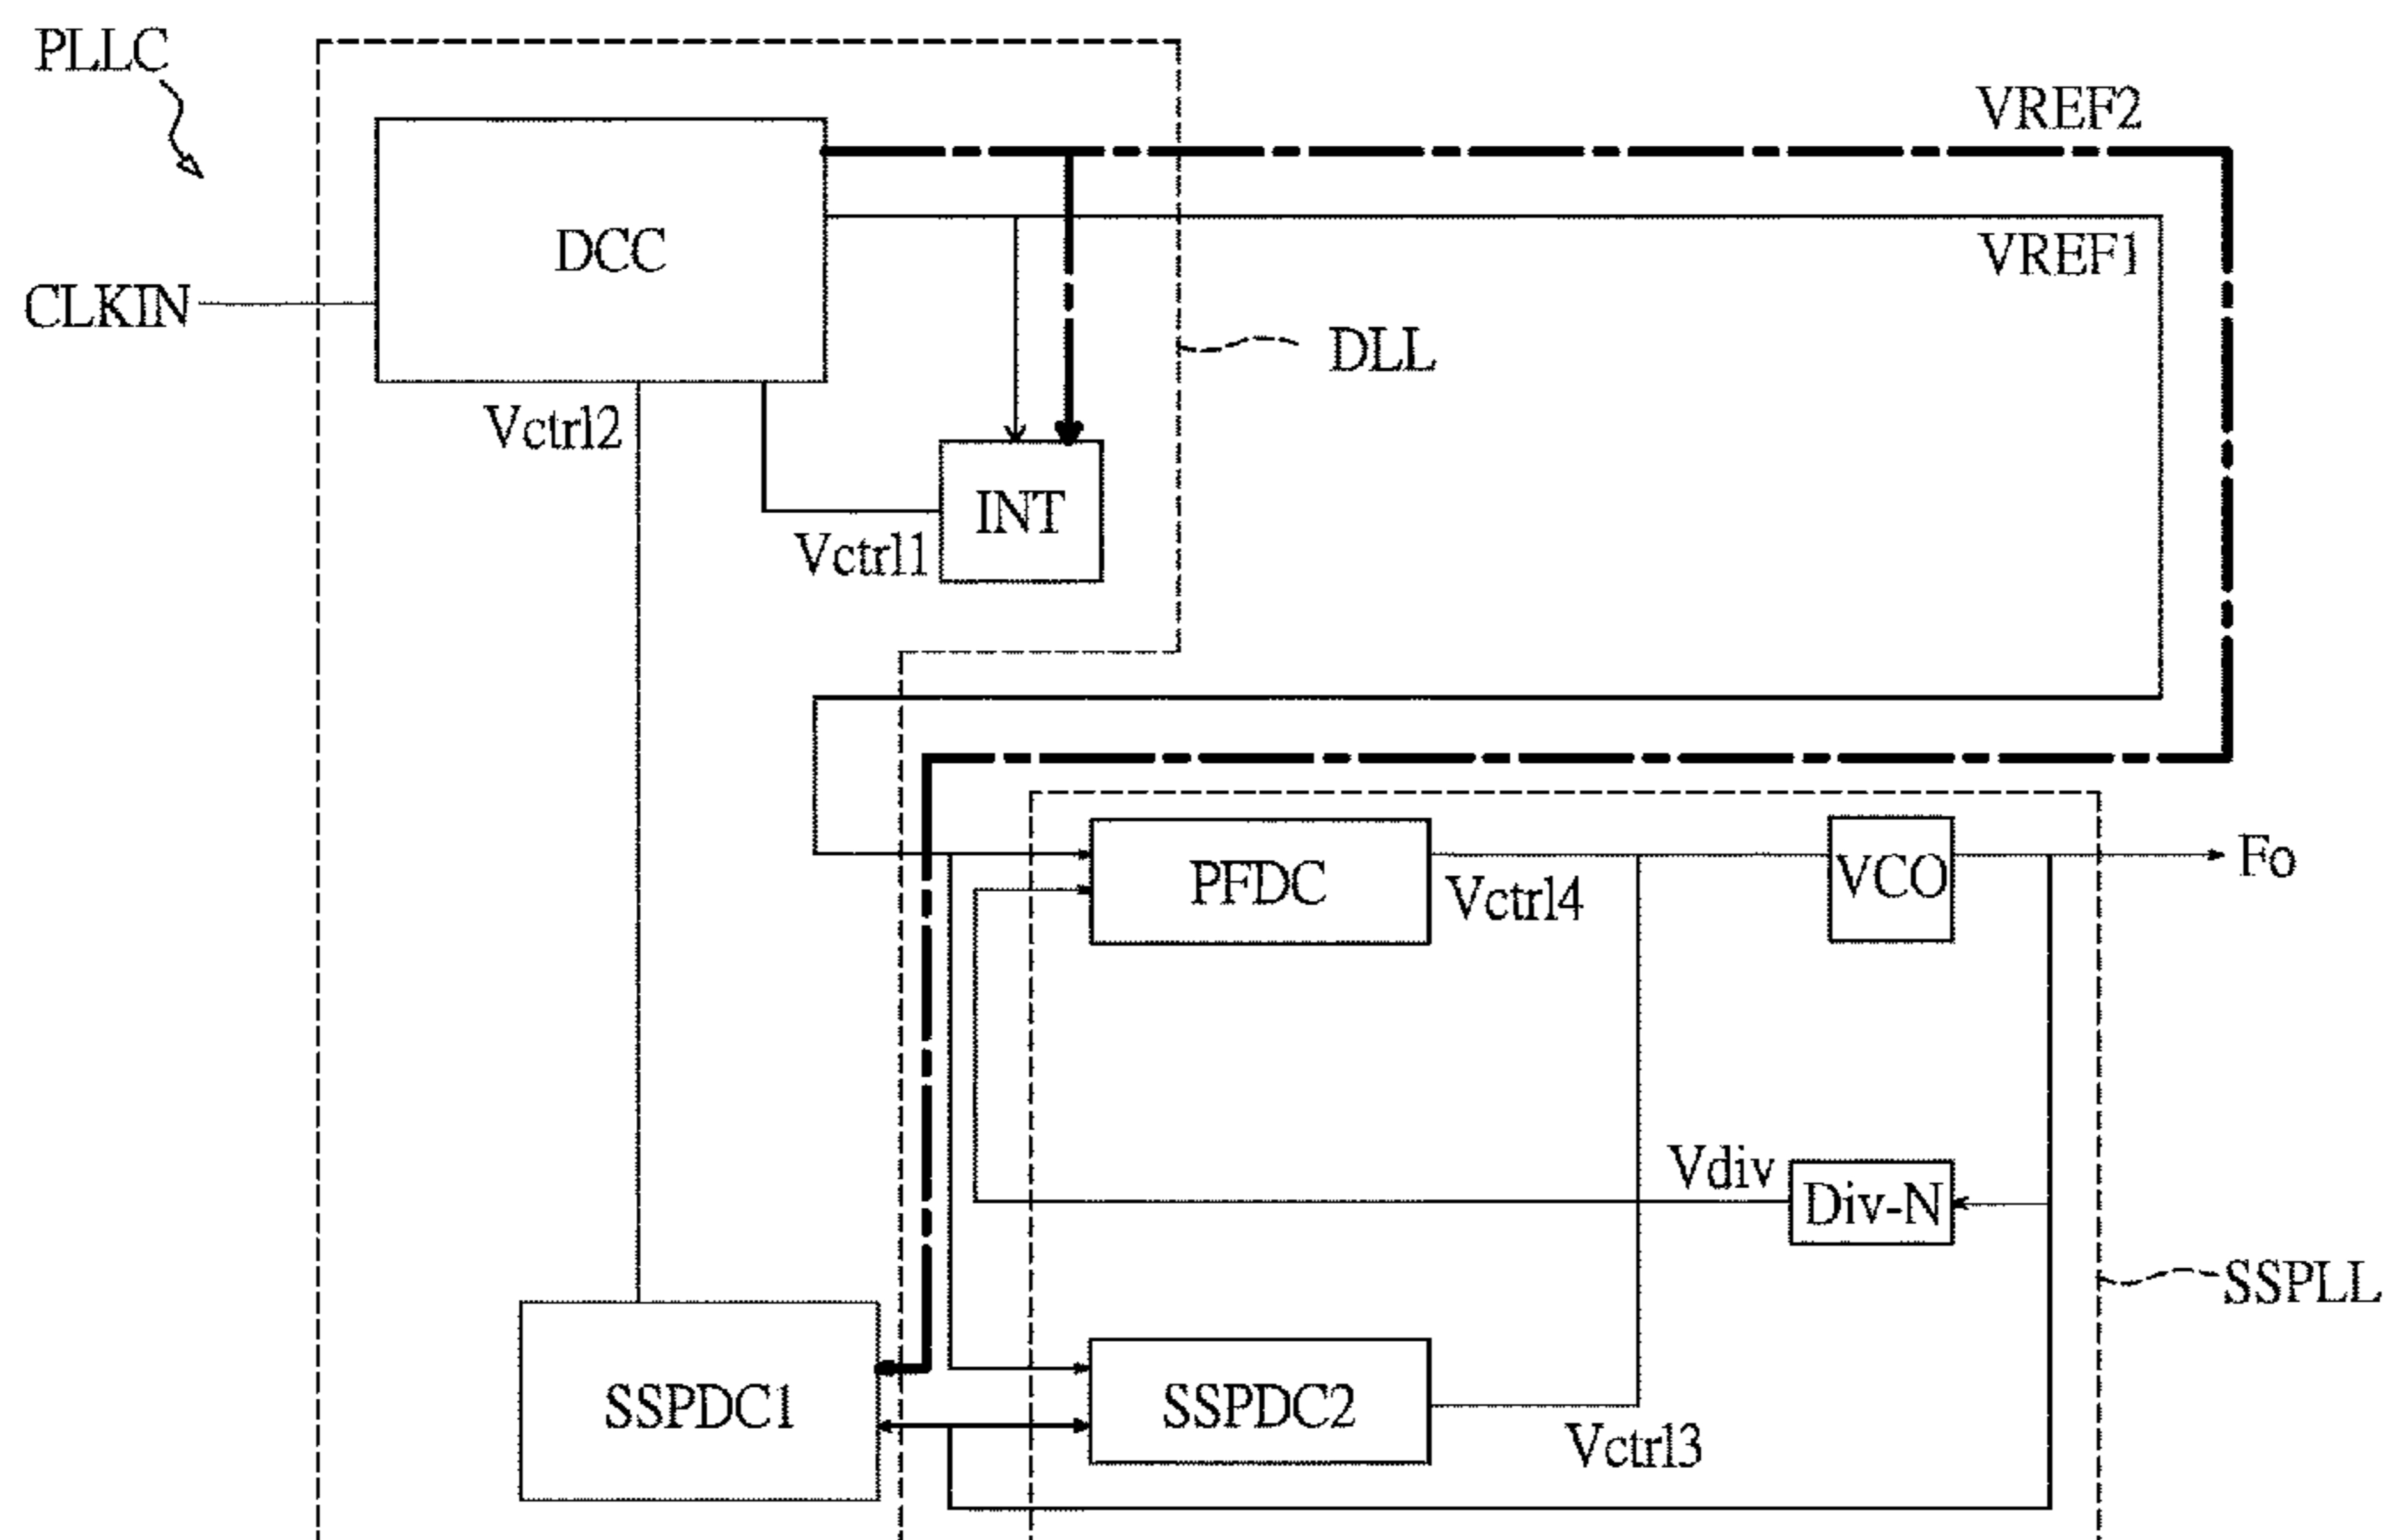 PLLC
VREF2
DCC
VREF1
CLKIN
DLL
Vctrl2
INT
Vctrl1
PFDC
VCO
Fo
Vctrl4
Vdiv
Div-N
SSPLL
SSPDC1
SSPDC2
Vctrl3